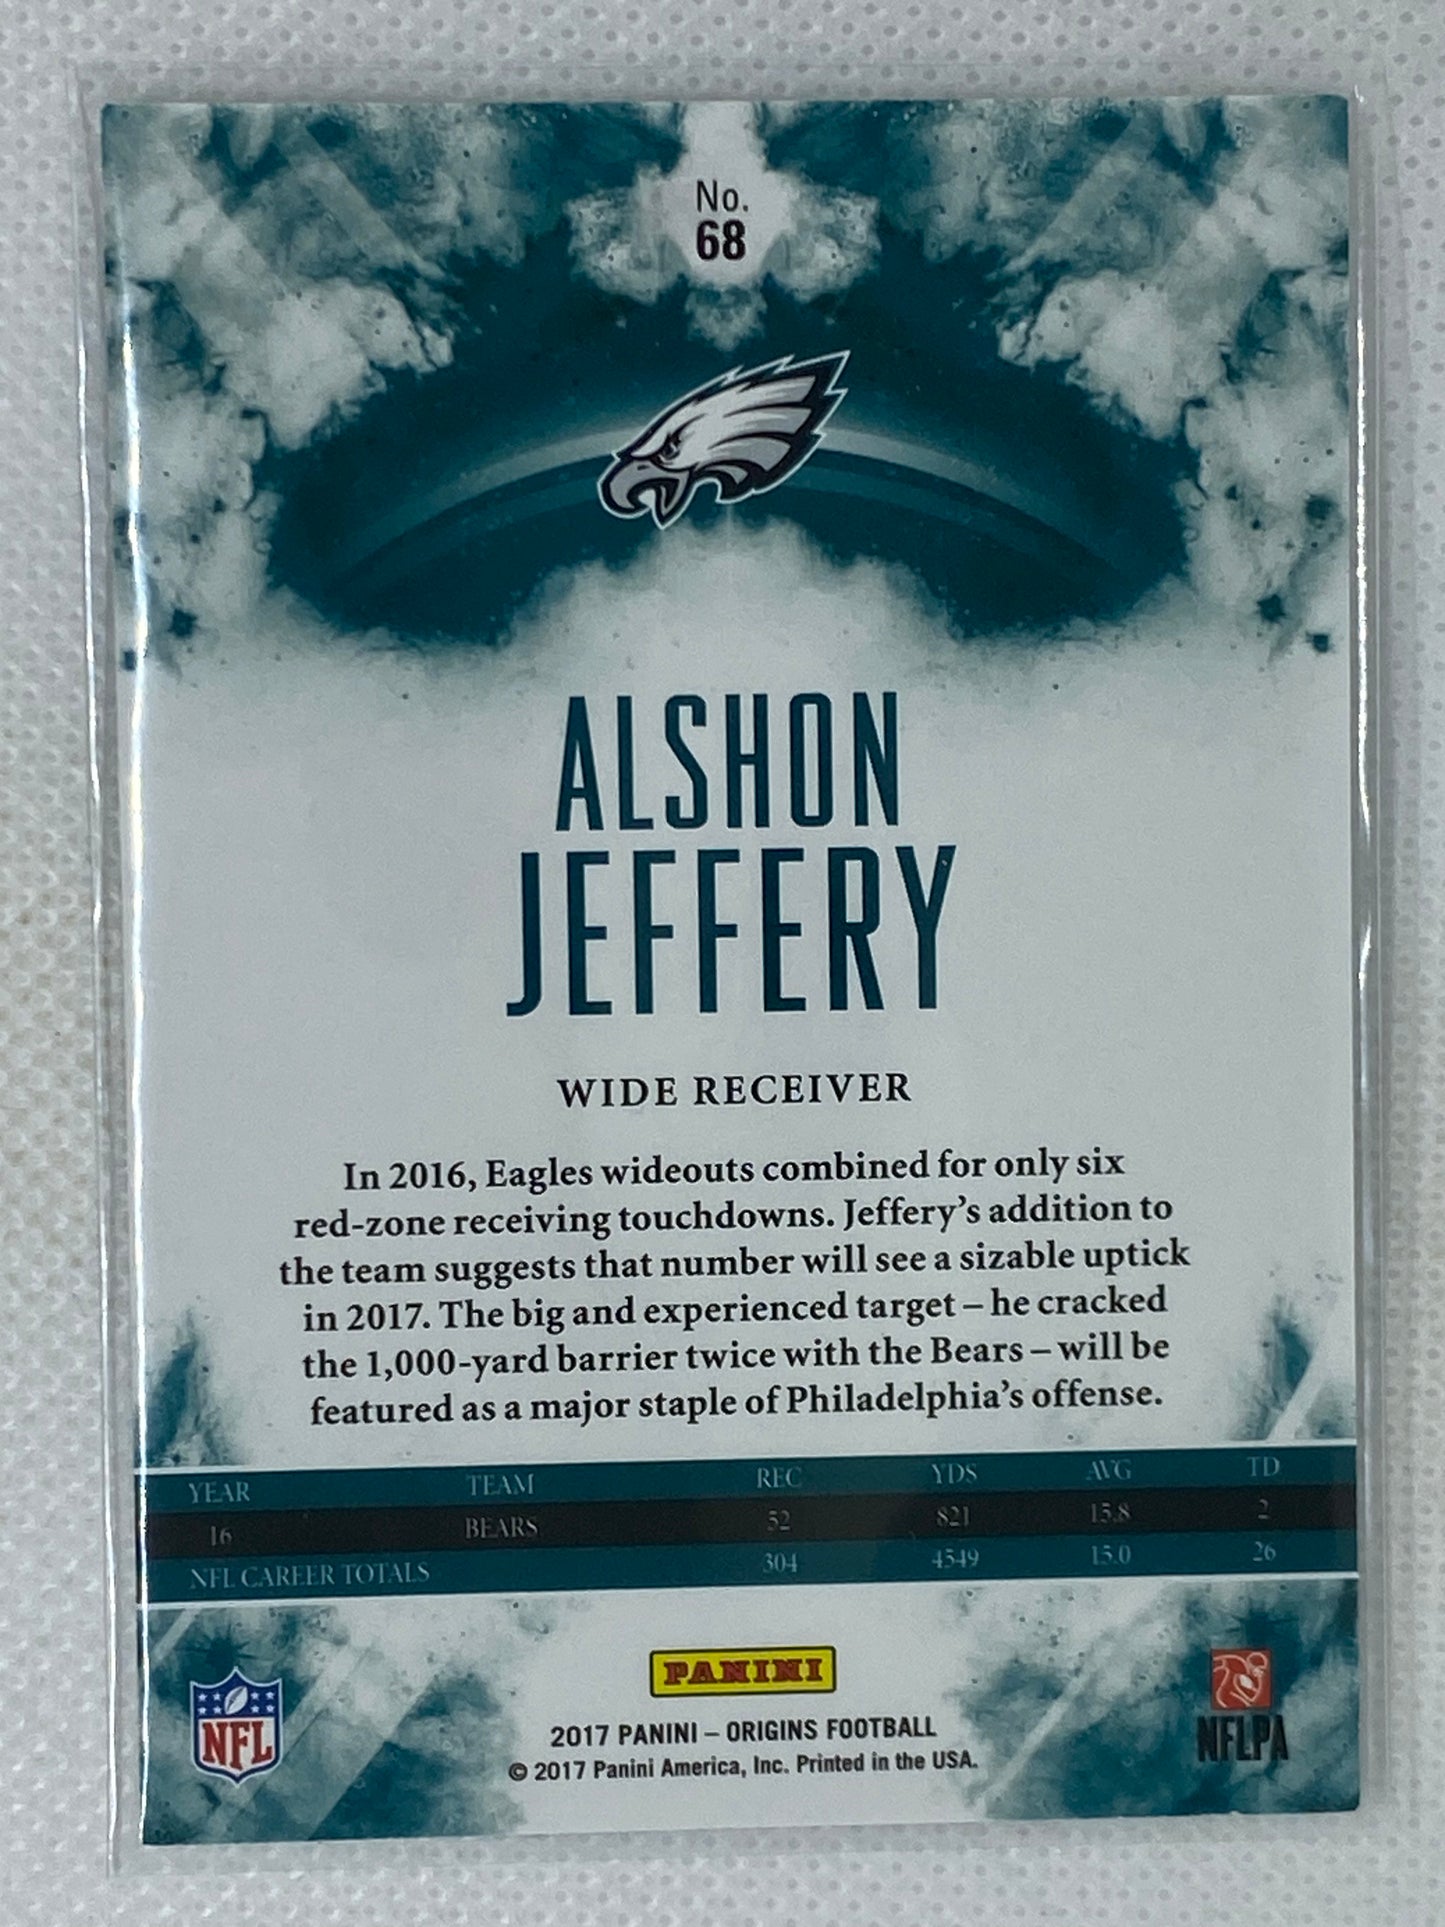 No.
68
ALSHON
JEFFERY
WIDE RECEIVER
In 2016, Eagles wideouts combined for only six
red-zone receiving touchdowns. Jeffery's addition to
the team suggests that number will see a sizable uptick
in 2017. The big and experienced target – he cracked
the 1,000-yard barrier twice with the Bears – will be
featured as a major staple of Philadelphia's offense.
YEAR TEAM REC YDS AVG TD
16 BEARS 52 821 15.8 2
NFL CAREER TOTALS 304 4549 15.0 26
PANINI
NFL
NFLPA
2017 PANINI – ORIGINS FOOTBALL
© 2017 Panini America, Inc. Printed in the USA.